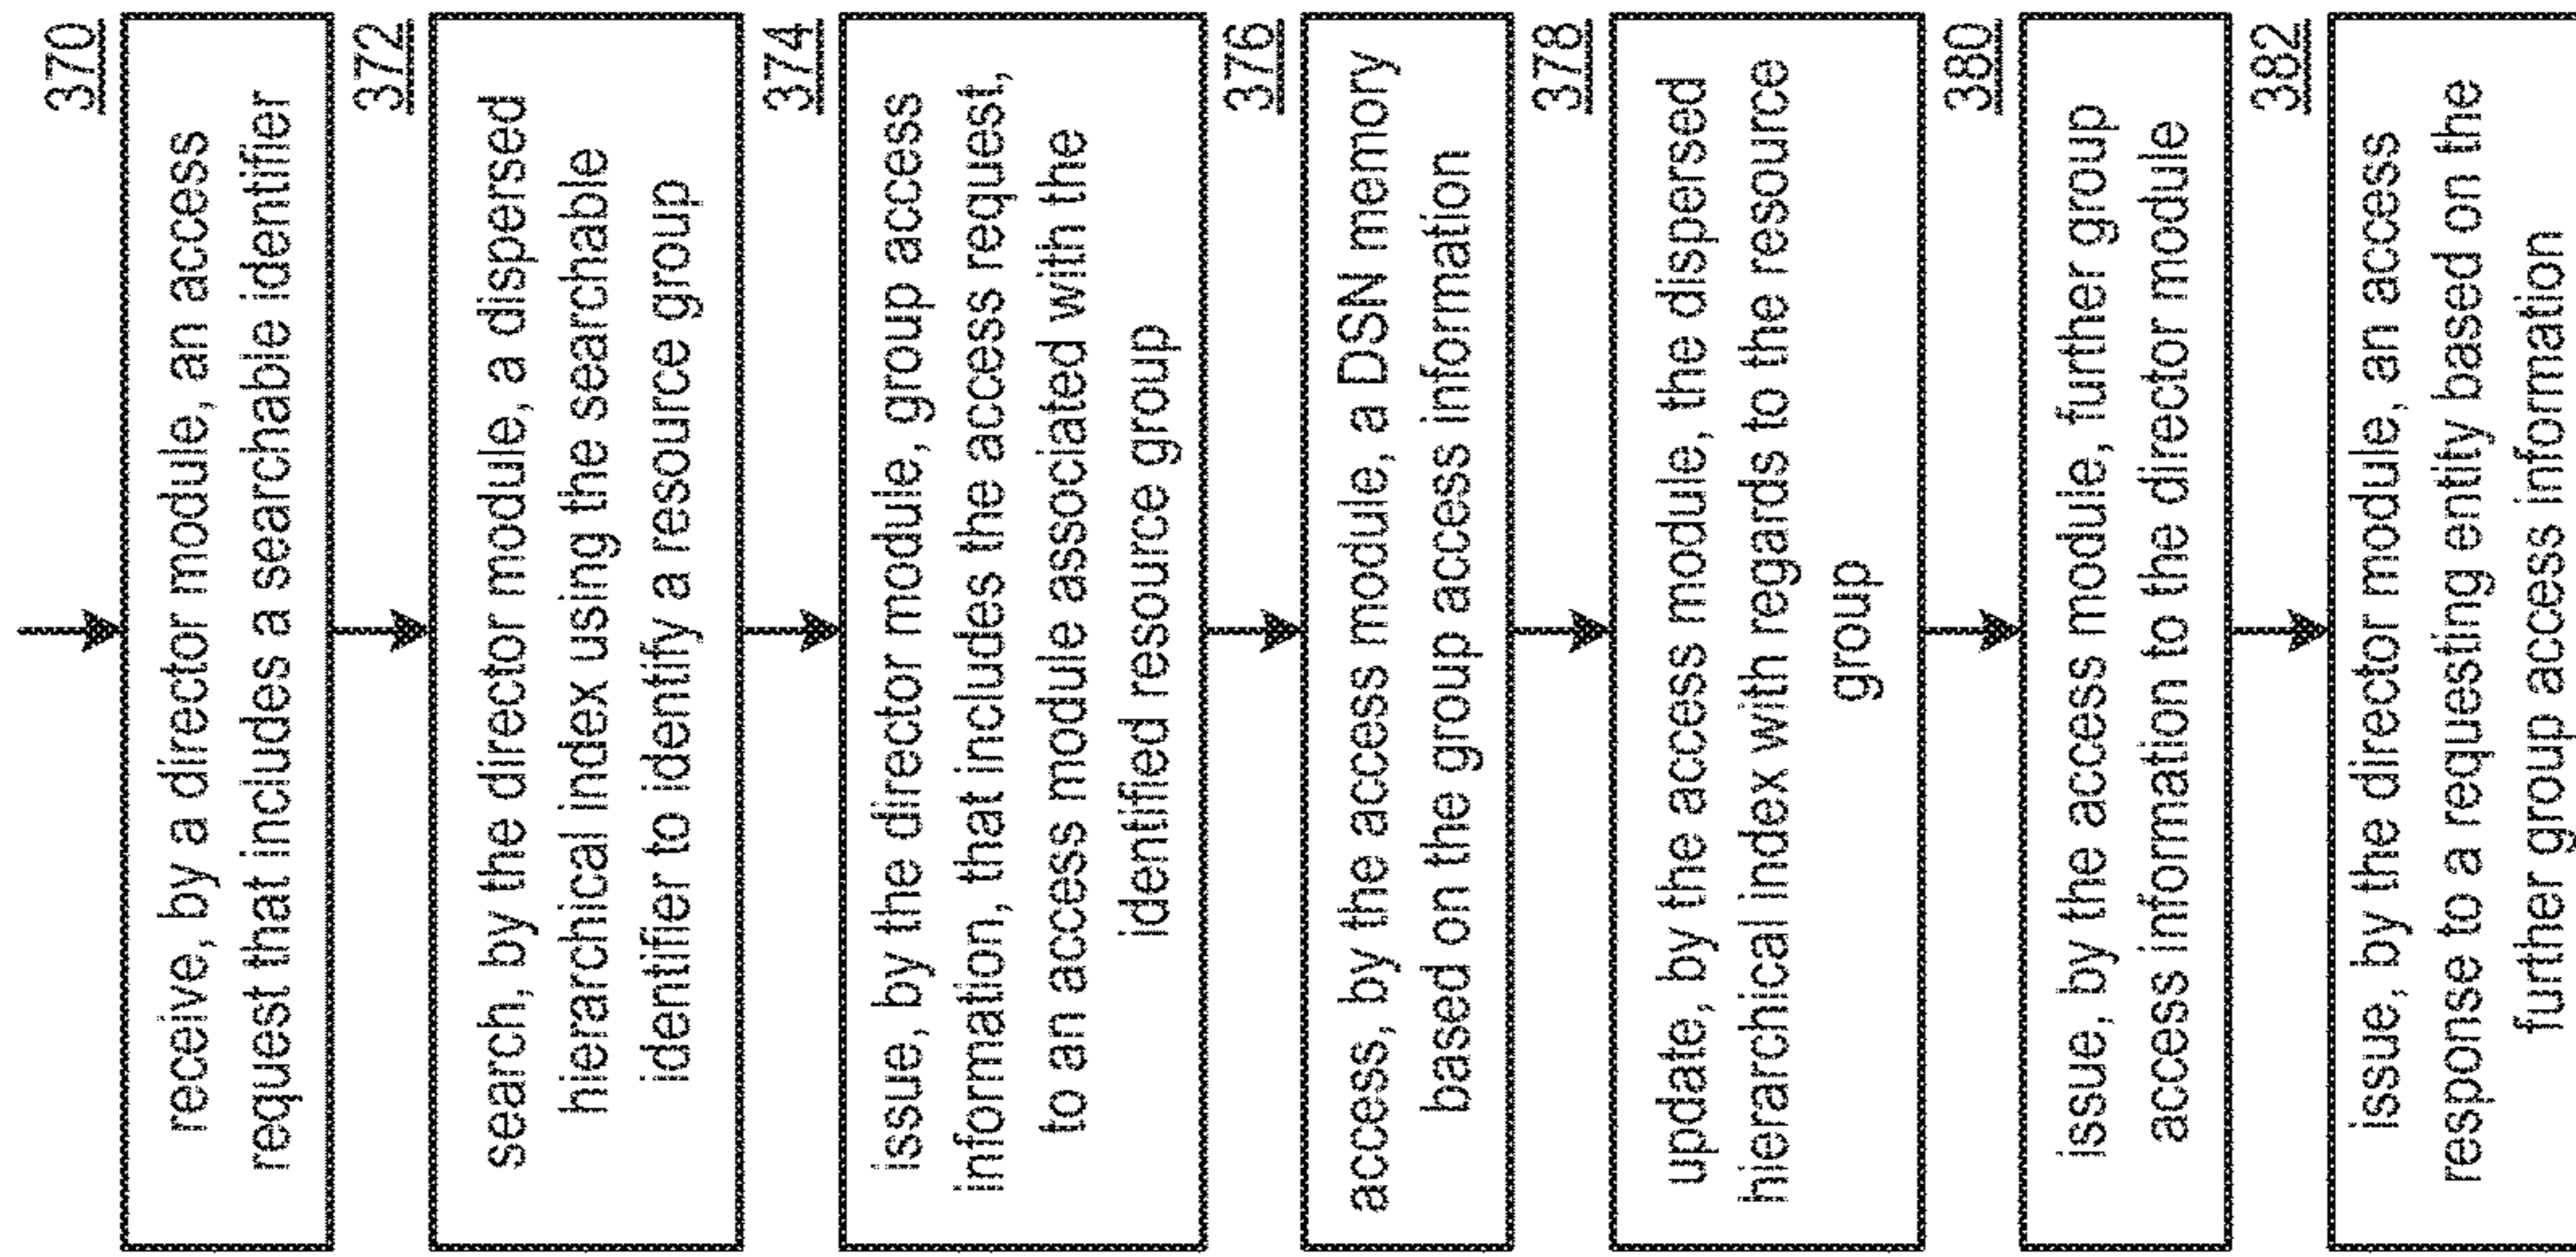 370
receive, by a director module, an access
request that includes a searchable identifier
372
search, by the director module, a dispersed
hierarchical index using the searchable
identifier to identify a resource group
374
issue, by the director module, group access
information, that includes the access request,
to an access module associated with the
identified resource group
376
access, by the access module, a DSN memory
based on the group access information
378
update, by the access module, the dispersed
hierarchical index with regards to the resource
group
380
issue, by the access module, further group
access information to the director module
382
issue, by the director module, an access
response to a requesting entity based on the
further group access information